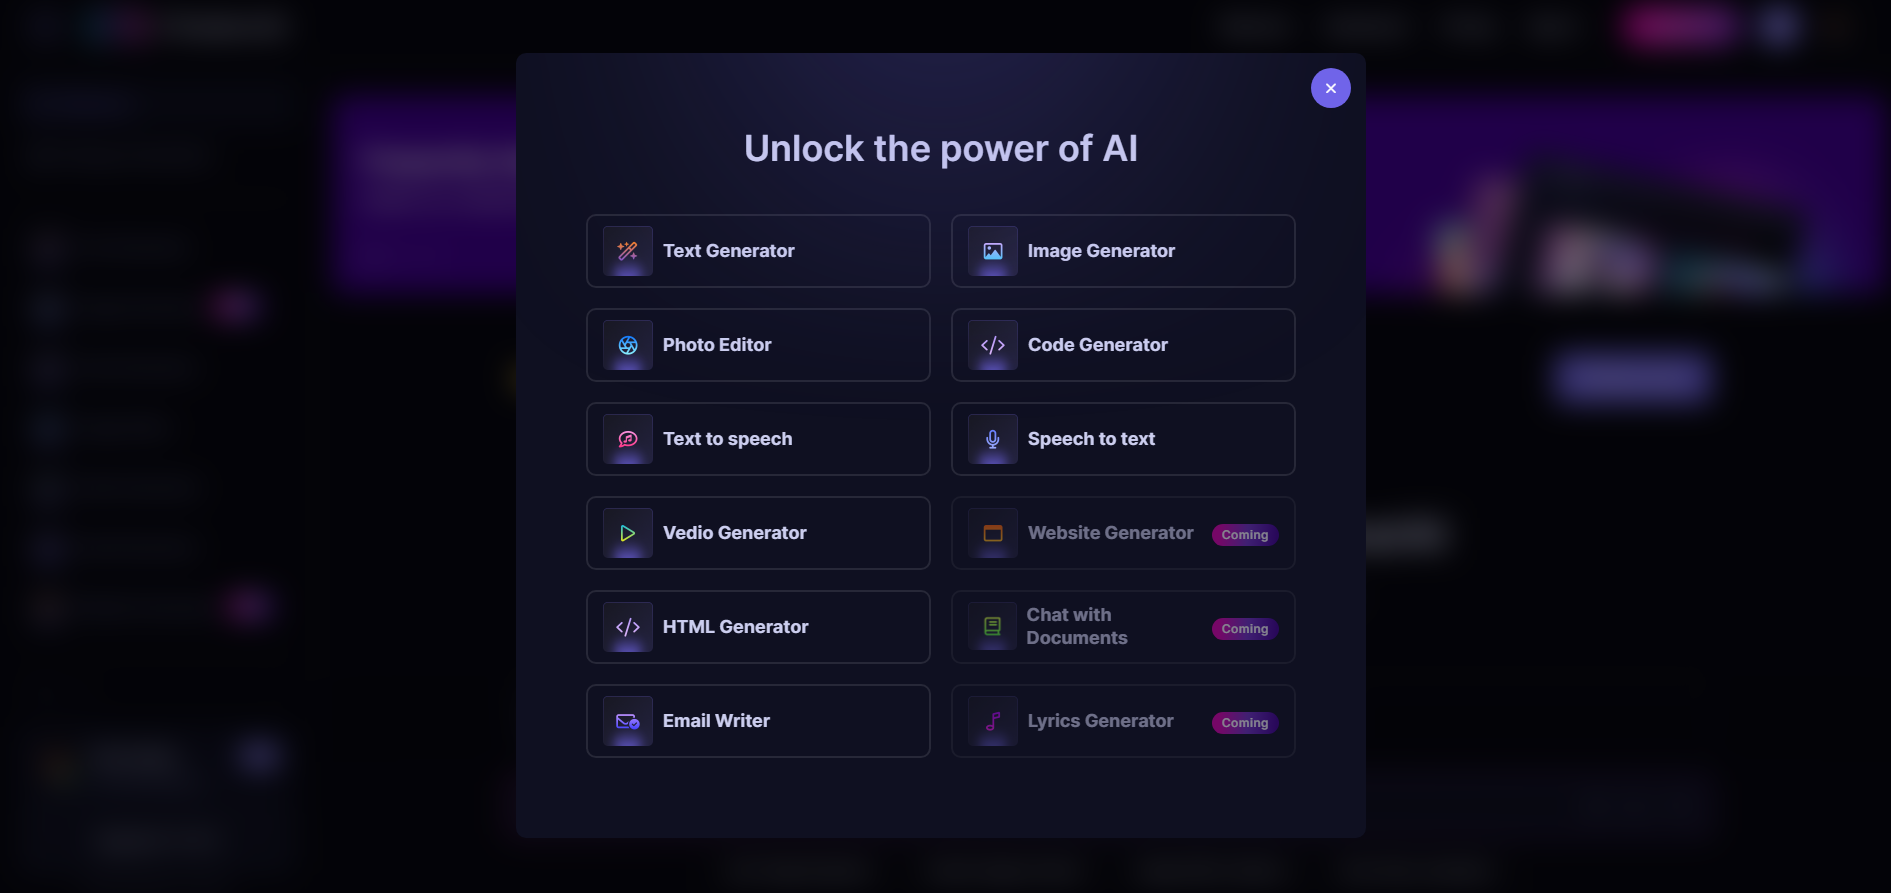 Unlock the power of AI
Text Generator
Image Generator
Photo Editor
Code Generator
Text to speech
Speech to text
Vedio Generator
Website Generator
Coming
HTML Generator
Chat with
Documents
Coming
Email Writer
Lyrics Generator
Coming